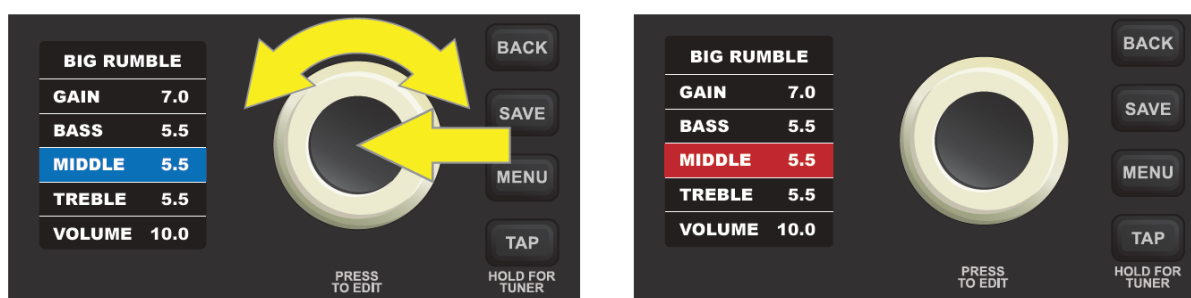 BIG RUMBLE
GAIN 7.0
BASS 5.5
MIDDLE 5.5
TREBLE 5.5
VOLUME 10.0
BACK
SAVE
MENU
TAP
PRESS
TO EDIT
HOLD FOR
TUNER
BIG RUMBLE
GAIN 7.0
BASS 5.5
MIDDLE 5.5
TREBLE 5.5
VOLUME 10.0
BACK
SAVE
MENU
TAP
PRESS
TO EDIT
HOLD FOR
TUNER